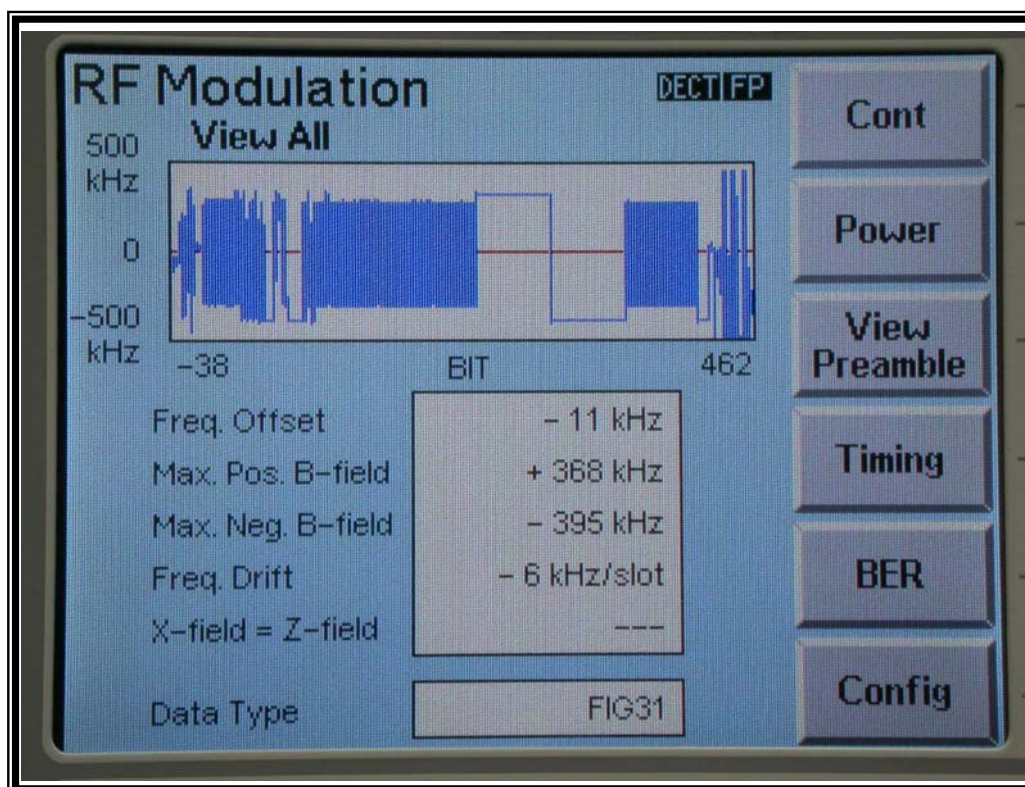 RF Modulation
DECT FP
View All
500
kHz
0
−500
kHz
−38 BIT 462
Freq. Offset − 11 kHz
Max. Pos. B−field + 368 kHz
Max. Neg. B−field − 395 kHz
Freq. Drift − 6 kHz/slot
X−field = Z−field −−−
Data Type FIG31
Cont
Power
View
Preamble
Timing
BER
Config